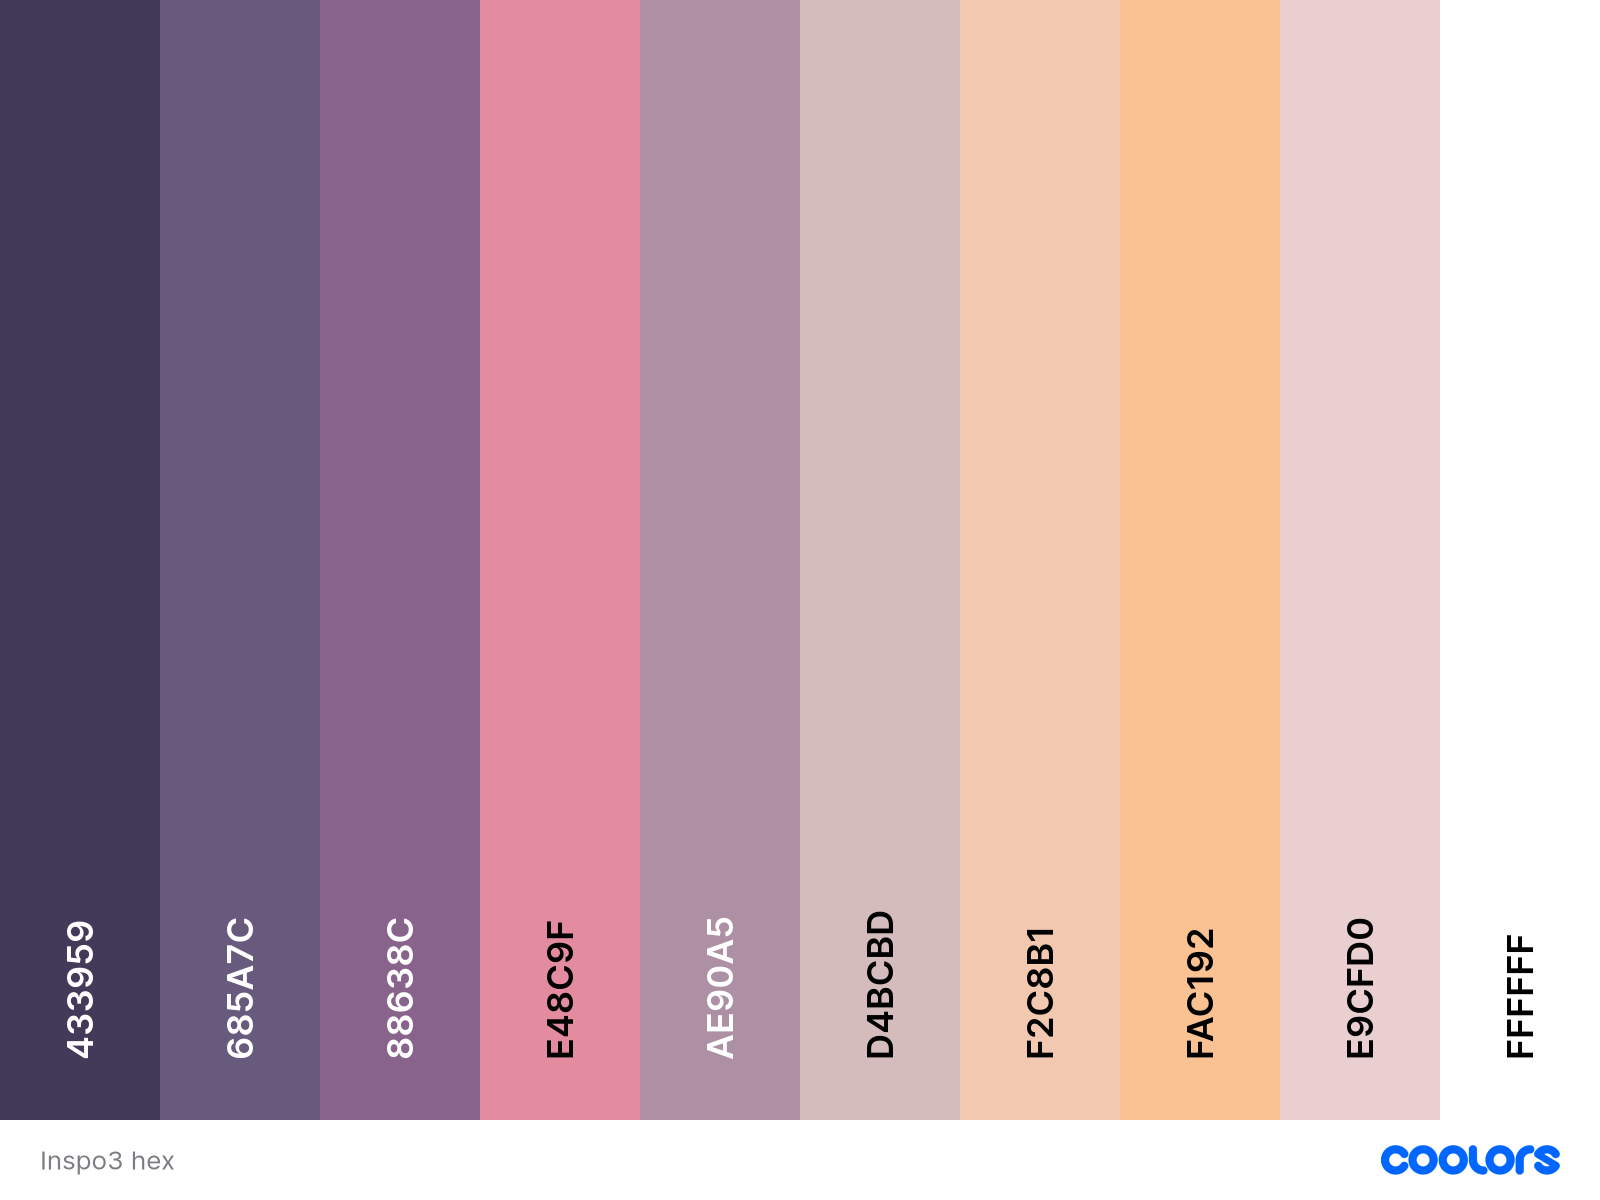 433959
685A7C
88638C
E48C9F
AE90A5
D4BCBD
F2C8B1
FAC192
E9CFD0
FFFFFF
Inspo3 hex
coolors